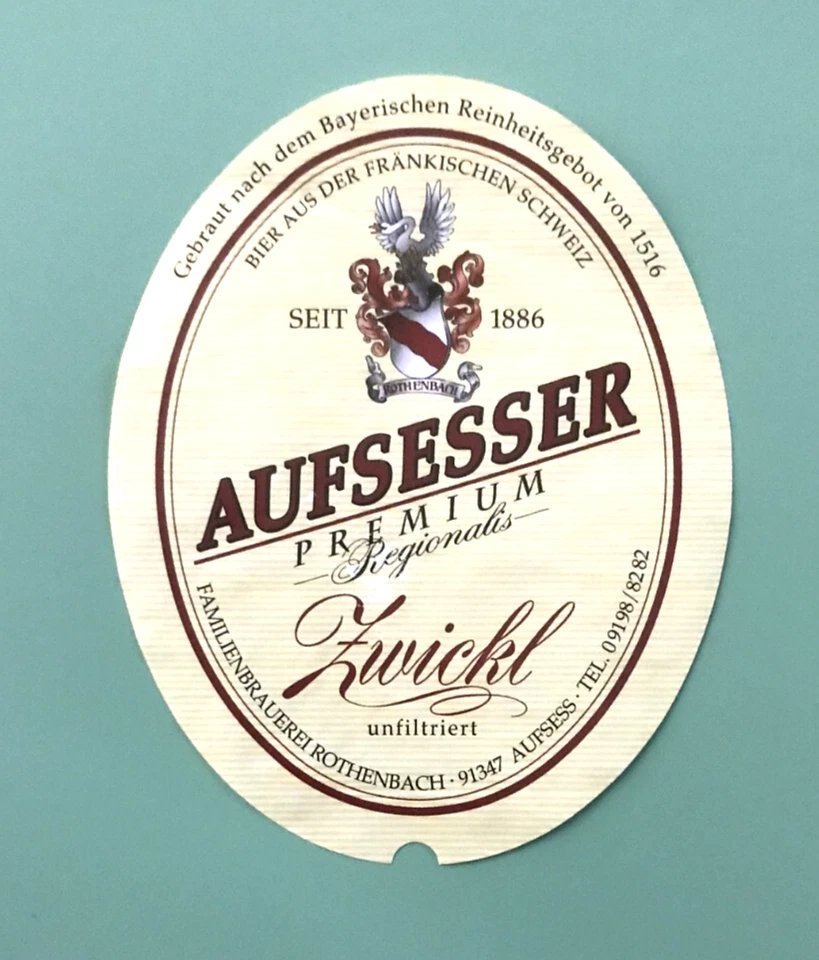 Gebraut nach dem Bayerischen Reinheitsgebot von 1516
BIER AUS DER FRÄNKISCHEN SCHWEIZ
SEIT 1886
ROTHENBACH
AUFSESSER
PREMIUM
Regionalis
Zwickl
unfiltriert
FAMILIENBRAUEREI ROTHENBACH · 91347 AUFSESS · TEL. 09198/8282